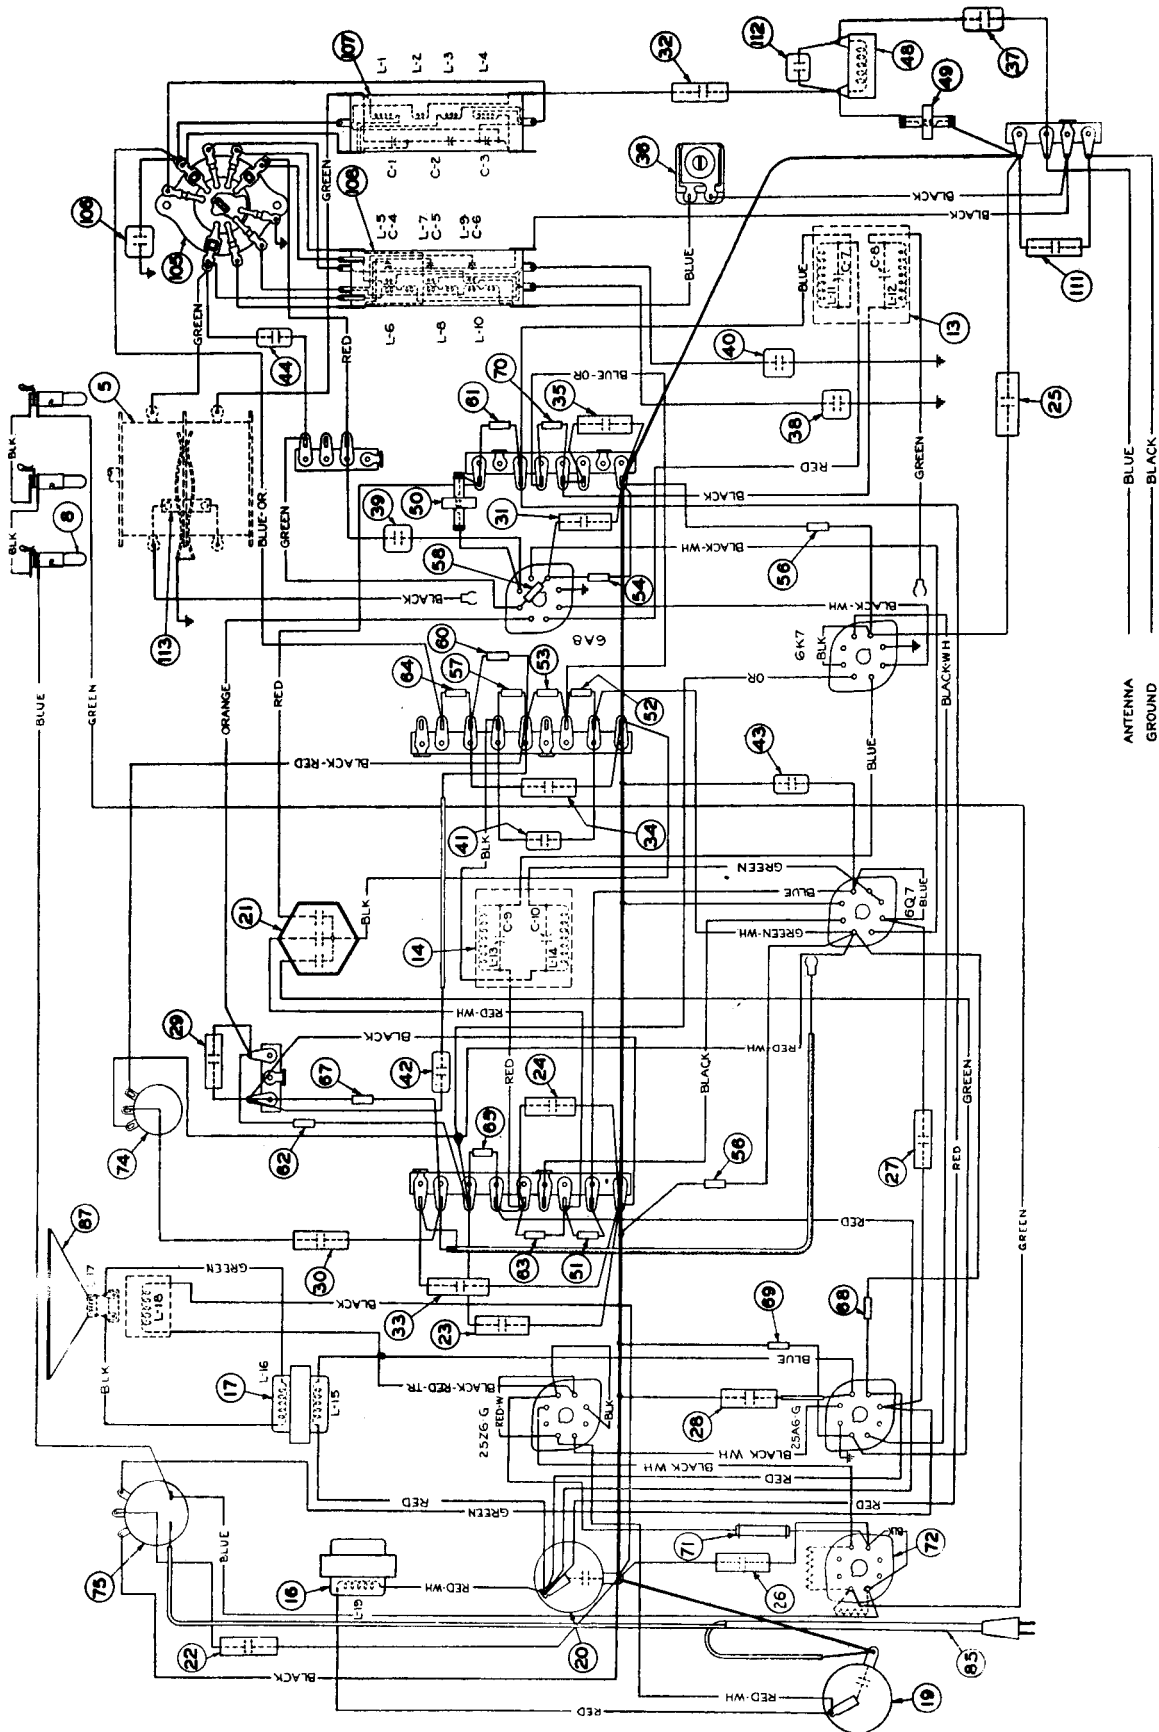 107
L-1
L-2
L-3
L-4
C-1
C-2
C-3
106
105
108
L-5
C-4
L-7
C-5
L-9
C-6
L-6
L-8
L-10
32
112
48
37
49
36
BLACK
BLACK
BLUE
111
GREEN
GREEN
44
RED
BLUE-OR
GREEN
5
BLK
BLK
8
113
BLACK
BLUE
L-11
C-7
C-8
L-12
13
40
38
25
70
61
35
BLUE-OR
50
39
31
58
54
6A8
RED
BLACK
GREEN
56
BLACK-WH
BLACK-WH
6K7
BLK
BLACK-WH
OR
BLUE
ANTENNA
GROUND
BLUE
BLACK
BLUE
GREEN
ORANGE
RED
BLACK-RED
64
57
60
53
52
43
34
41
BLK
BLK
21
14
L-13
C-9
C-10
L-14
GREEN
BLUE
GREEN-WH
6Q7
BLUE
RED-WH
BLACK
29
67
42
62
74
RED
24
65
RED-WH
BLACK
GREEN
RED
27
56
87
L-17
L-18
30
GREEN
BLACK
33
23
63
51
RED
GREEN
69
68
BLK
L-16
17
L-15
BLACK-RED-TR
RED-W
25Z6-G
BLK
BLUE
28
25A6-G
BLACK WH
BLACK WH
RED
RED
RED
GREEN
75
BLUE
16
L-19
RED-WH
20
71
26
72
22
BLACK
RED
RED-WH
19
85